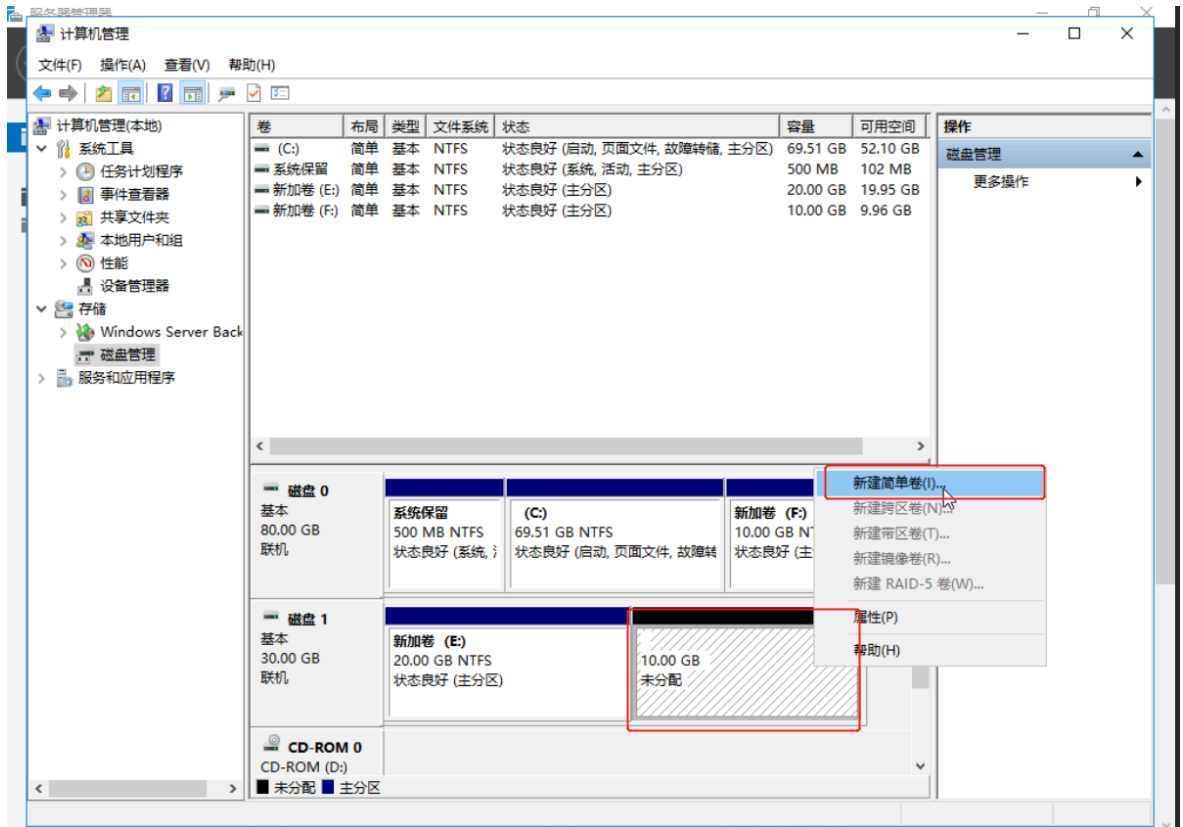 服务器管理器
计算机管理
文件(F) 操作(A) 查看(V) 帮助(H)
计算机管理(本地)
系统工具
任务计划程序
事件查看器
共享文件夹
本地用户和组
性能
设备管理器
存储
Windows Server Back
磁盘管理
服务和应用程序
卷 布局 类型 文件系统 状态 容量 可用空间
(C:) 简单 基本 NTFS 状态良好 (启动, 页面文件, 故障转储, 主分区) 69.51 GB 52.10 GB
系统保留 简单 基本 NTFS 状态良好 (系统, 活动, 主分区) 500 MB 102 MB
新加卷 (E:) 简单 基本 NTFS 状态良好 (主分区) 20.00 GB 19.95 GB
新加卷 (F:) 简单 基本 NTFS 状态良好 (主分区) 10.00 GB 9.96 GB
操作
磁盘管理
更多操作
磁盘 0
基本
80.00 GB
联机
系统保留
500 MB NTFS
状态良好 (系统,
(C:)
69.51 GB NTFS
状态良好 (启动, 页面文件, 故障转
新加卷 (F:)
10.00 GB NT
状态良好 (主
磁盘 1
基本
30.00 GB
联机
新加卷 (E:)
20.00 GB NTFS
状态良好 (主分区)
10.00 GB
未分配
CD-ROM 0
CD-ROM (D:)
未分配 主分区
新建简单卷(I)...
新建跨区卷(N)...
新建带区卷(T)...
新建镜像卷(R)...
新建 RAID-5 卷(W)...
属性(P)
帮助(H)